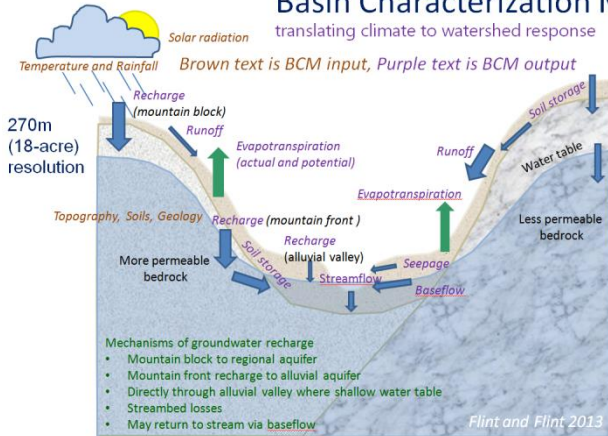 Basin Characterization M
translating climate to watershed response
Solar radiation
Temperature and Rainfall
Brown text is BCM input, Purple text is BCM output
Recharge
(mountain block)
Runoff
270m
(18-acre)
resolution
Evapotranspiration
(actual and potential)
Soil storage
Runoff
Water table
Evapotranspiration
Topography, Soils, Geology
Recharge (mountain front )
Less permeable
bedrock
Recharge
(alluvial valley)
More permeable
bedrock
Soil storage
Streamflow
Seepage
Baseflow
Mechanisms of groundwater recharge
• Mountain block to regional aquifer
• Mountain front recharge to alluvial aquifer
• Directly through alluvial valley where shallow water table
• Streambed losses
• May return to stream via baseflow
Flint and Flint 2013